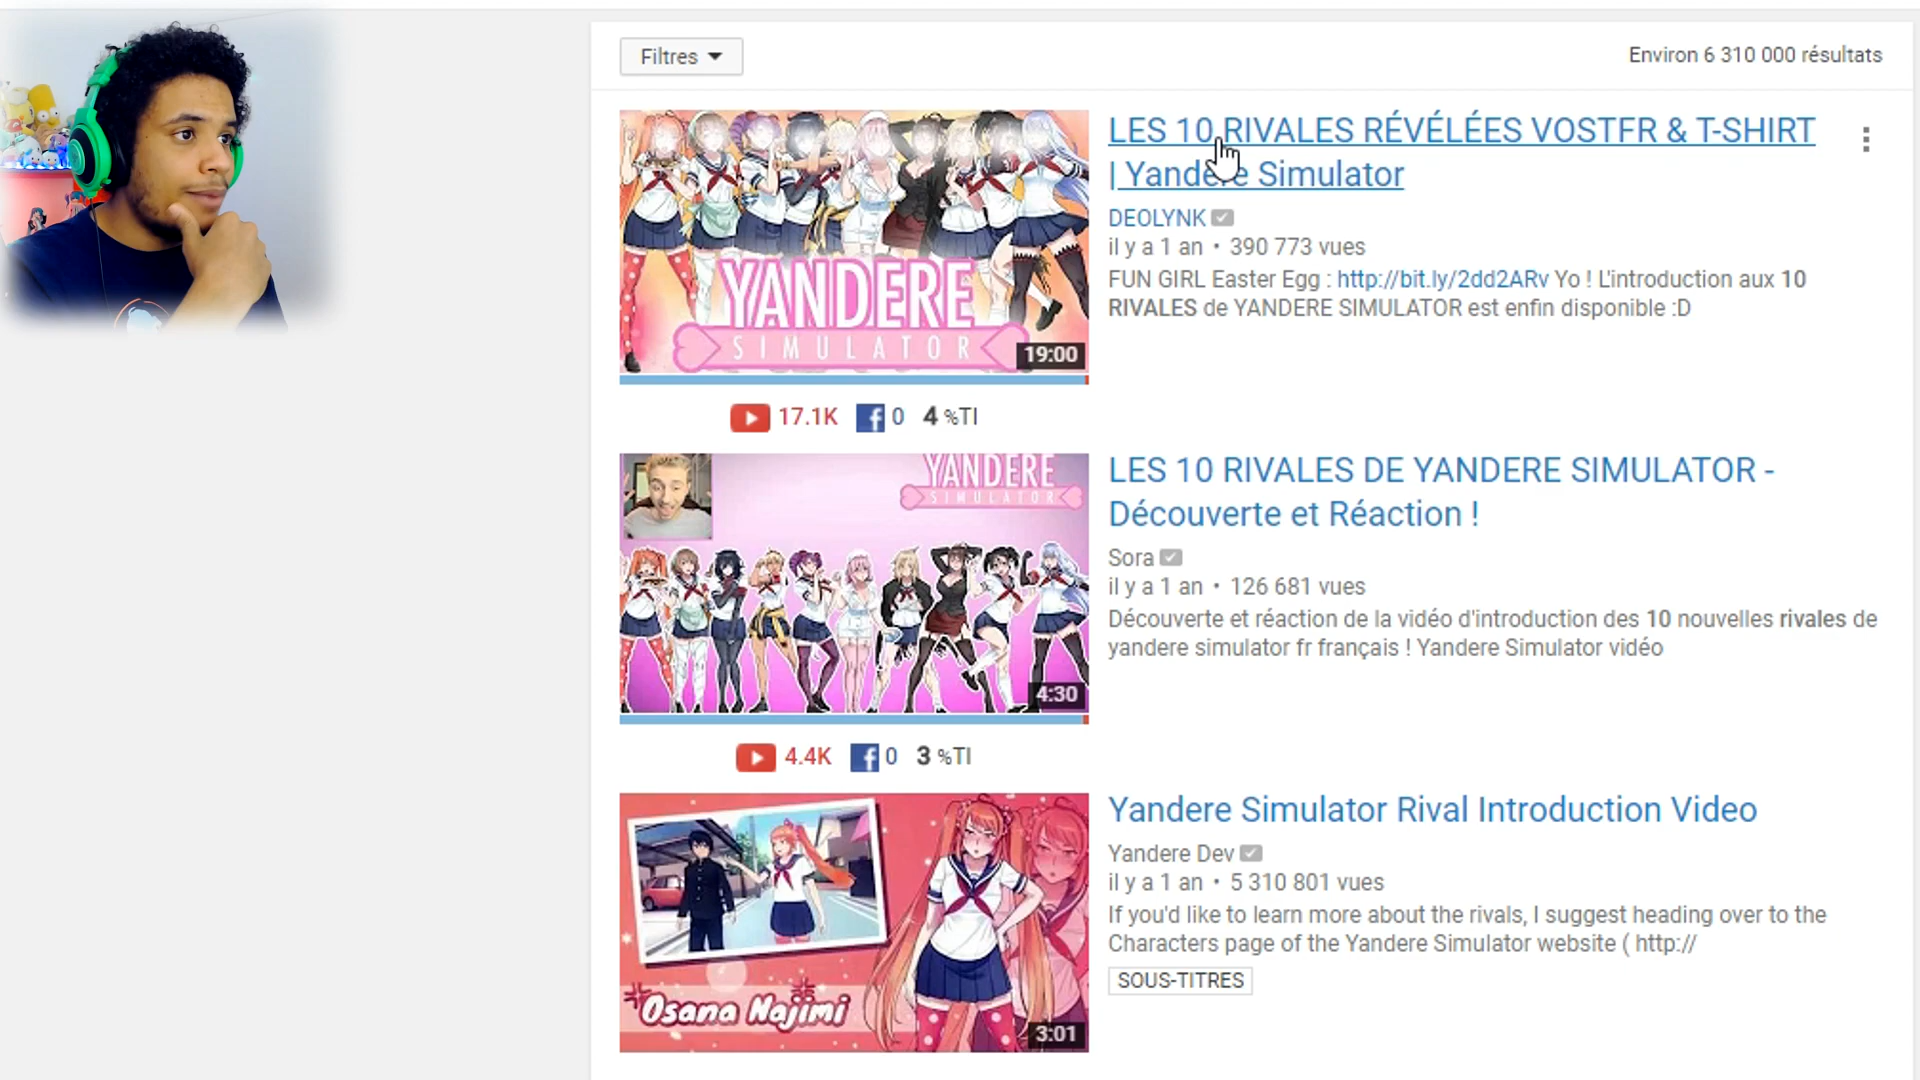 Filtres
Environ 6 310 000 résultats
YANDERE
SIMULATOR
19:00
LES 10 RIVALES RÉVÉLÉES VOSTFR & T-SHIRT
| Yandere Simulator
DEOLYNK
il y a 1 an • 390 773 vues
FUN GIRL Easter Egg : http://bit.ly/2dd2ARv Yo ! L'introduction aux 10
RIVALES de YANDERE SIMULATOR est enfin disponible :D
17.1K f 0 4 %TI
YANDERE
SIMULATOR
4:30
LES 10 RIVALES DE YANDERE SIMULATOR -
Découverte et Réaction !
Sora
il y a 1 an • 126 681 vues
Découverte et réaction de la vidéo d'introduction des 10 nouvelles rivales de
yandere simulator fr français ! Yandere Simulator vidéo
4.4K f 0 3 %TI
Osana Najimi
3:01
Yandere Simulator Rival Introduction Video
Yandere Dev
il y a 1 an • 5 310 801 vues
If you'd like to learn more about the rivals, I suggest heading over to the
Characters page of the Yandere Simulator website ( http://
SOUS-TITRES